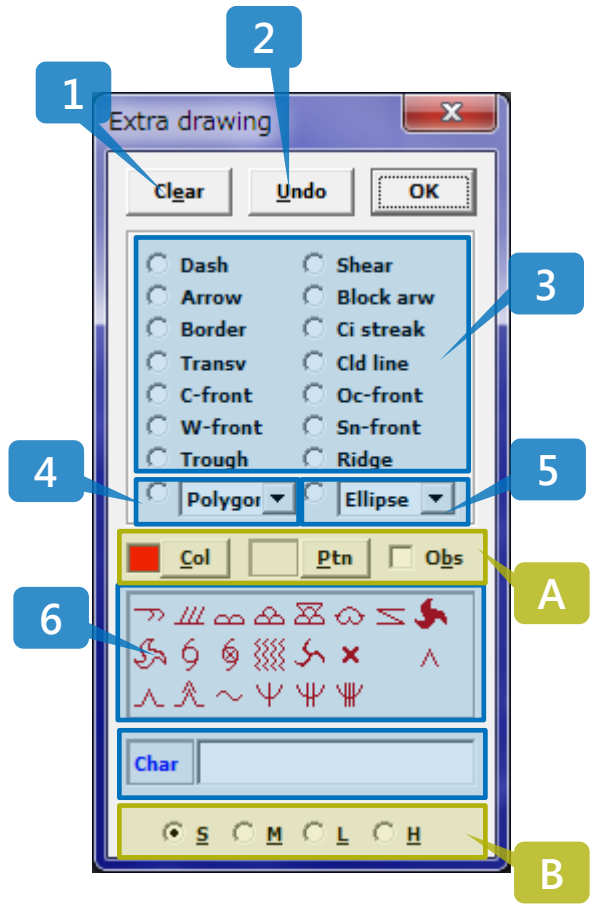 2
1
Extra drawing
Clear Undo OK
Dash Shear
3
Arrow Block arw
Border Ci streak
Transv Cld line
C-front Oc-front
W-front Sn-front
Trough Ridge
4
5
Polygor Ellipse
Col Ptn Obs
A
6
Char
S M L H
B